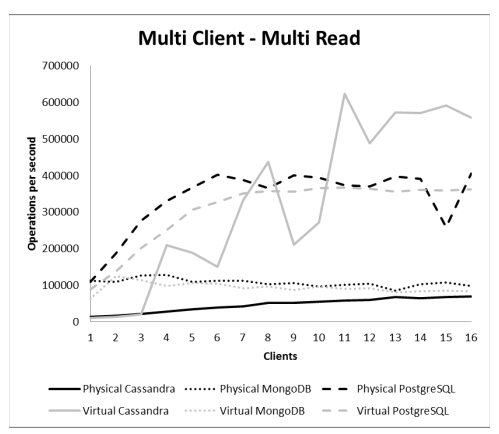 Multi Client - Multi Read
700000
600000
500000
400000
300000
200000
100000
0
Operations per second
1 2 3 4 5 6 7 8 9 10 11 12 13 14 15 16
Clients
Physical Cassandra Physical MongoDB Physical PostgreSQL
Virtual Cassandra Virtual MongoDB Virtual PostgreSQL